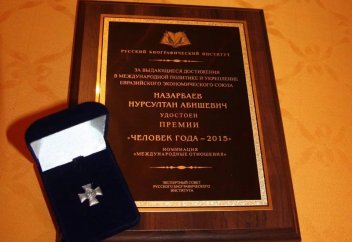 РУССКИЙ БИОГРАФИЧЕСКИЙ ИНСТИТУТ
ЗА ВЫДАЮЩИЕСЯ ДОСТИЖЕНИЯ
В МЕЖДУНАРОДНОЙ ПОЛИТИКЕ И УКРЕПЛЕНИЕ
ЕВРАЗИЙСКОГО ЭКОНОМИЧЕСКОГО СОЮЗА
НАЗАРБАЕВ
НУРСУЛТАН АБИШЕВИЧ
УДОСТОЕН
ПРЕМИИ
«ЧЕЛОВЕК ГОДА – 2015»
НОМИНАЦИЯ
«МЕЖДУНАРОДНЫЕ ОТНОШЕНИЯ»
ЭКСПЕРТНЫЙ СОВЕТ
РУССКОГО БИОГРАФИЧЕСКОГО
ИНСТИТУТА